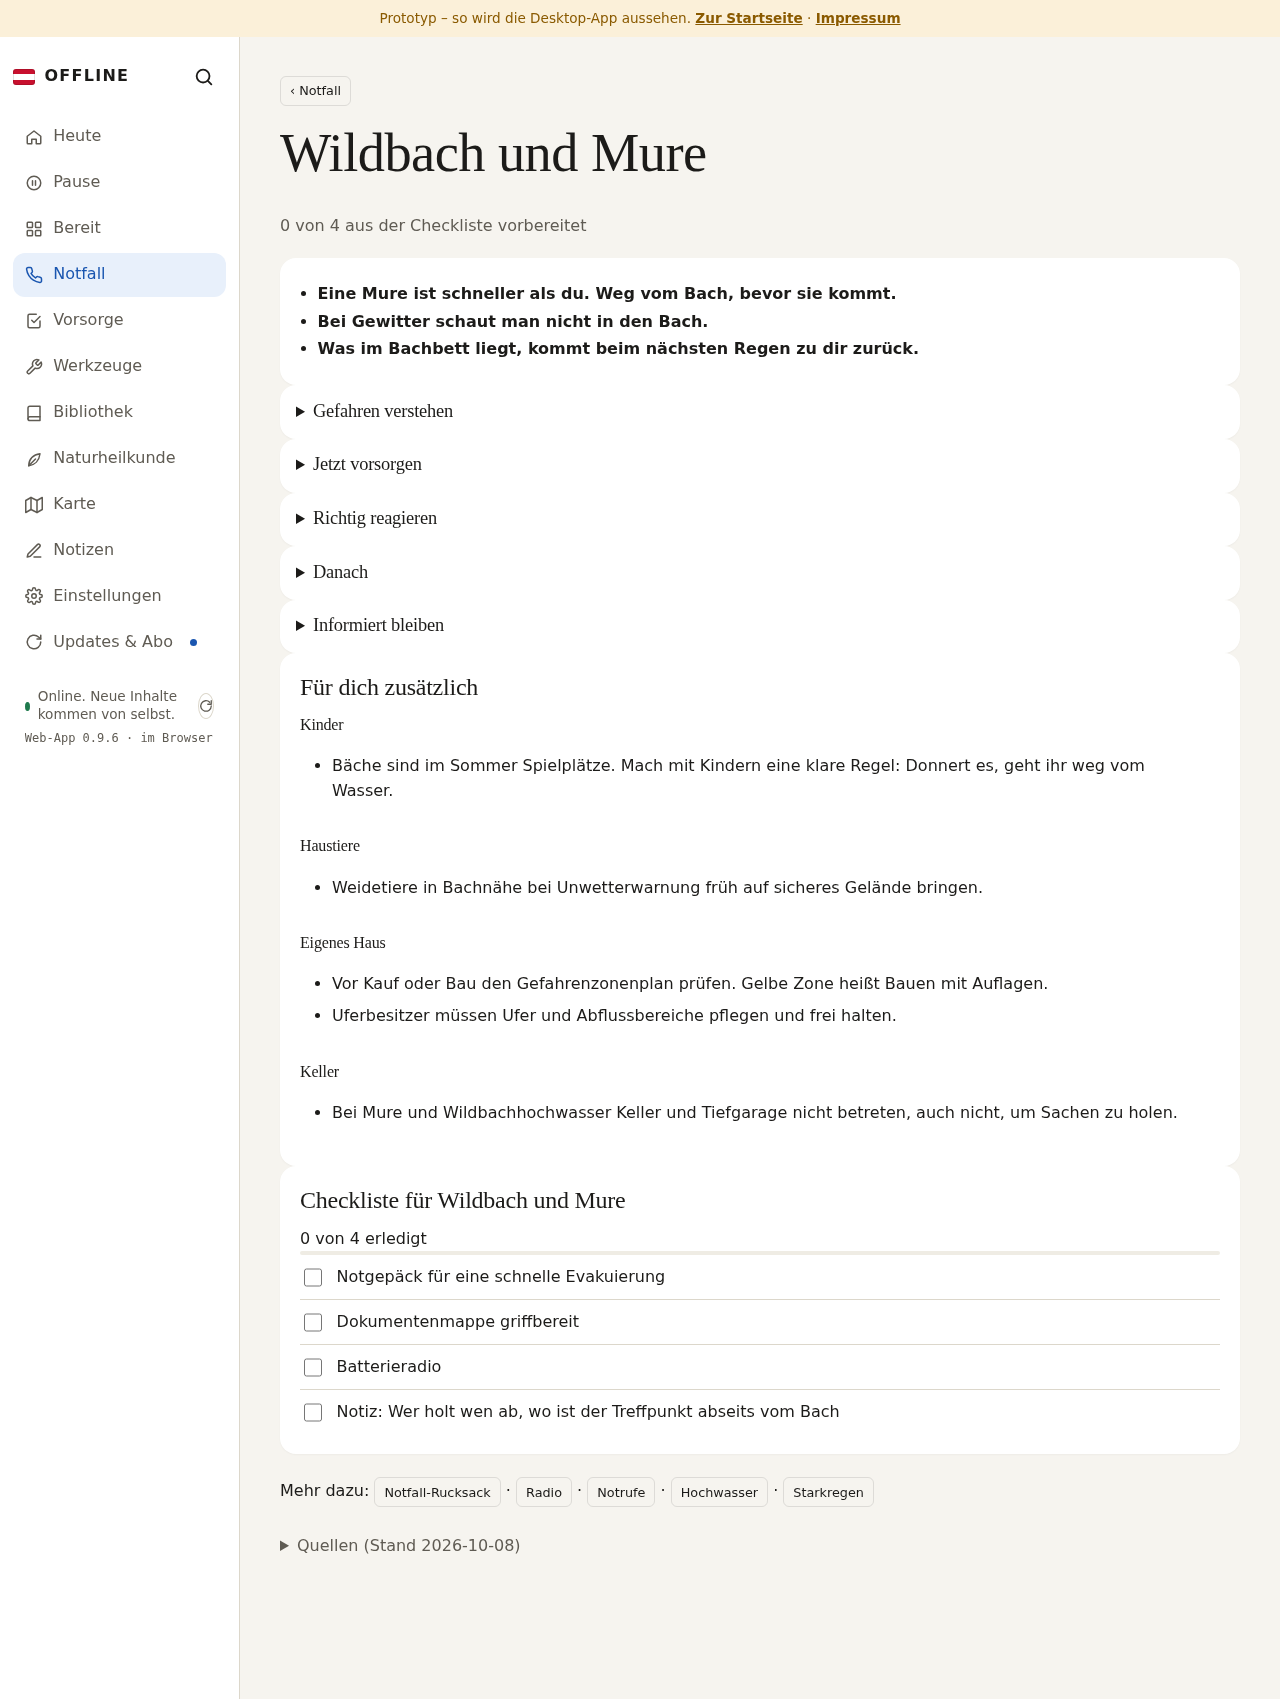 Prototyp – so wird die Desktop-App aussehen. Zur Startseite · Impressum
OFFLINE
Heute
Pause
Bereit
Notfall
Vorsorge
Werkzeuge
Bibliothek
Naturheilkunde
Karte
Notizen
Einstellungen
Updates & Abo
Online. Neue Inhalte
kommen von selbst.
Web-App 0.9.6 · im Browser
‹ Notfall
Wildbach und Mure
0 von 4 aus der Checkliste vorbereitet
• Eine Mure ist schneller als du. Weg vom Bach, bevor sie kommt.
• Bei Gewitter schaut man nicht in den Bach.
• Was im Bachbett liegt, kommt beim nächsten Regen zu dir zurück.
Gefahren verstehen
Jetzt vorsorgen
Richtig reagieren
Danach
Informiert bleiben
Für dich zusätzlich
Kinder
• Bäche sind im Sommer Spielplätze. Mach mit Kindern eine klare Regel: Donnert es, geht ihr weg vom
Wasser.
Haustiere
• Weidetiere in Bachnähe bei Unwetterwarnung früh auf sicheres Gelände bringen.
Eigenes Haus
• Vor Kauf oder Bau den Gefahrenzonenplan prüfen. Gelbe Zone heißt Bauen mit Auflagen.
• Uferbesitzer müssen Ufer und Abflussbereiche pflegen und frei halten.
Keller
• Bei Mure und Wildbachhochwasser Keller und Tiefgarage nicht betreten, auch nicht, um Sachen zu holen.
Checkliste für Wildbach und Mure
0 von 4 erledigt
Notgepäck für eine schnelle Evakuierung
Dokumentenmappe griffbereit
Batterieradio
Notiz: Wer holt wen ab, wo ist der Treffpunkt abseits vom Bach
Mehr dazu: Notfall-Rucksack · Radio · Notrufe · Hochwasser · Starkregen
Quellen (Stand 2026-10-08)